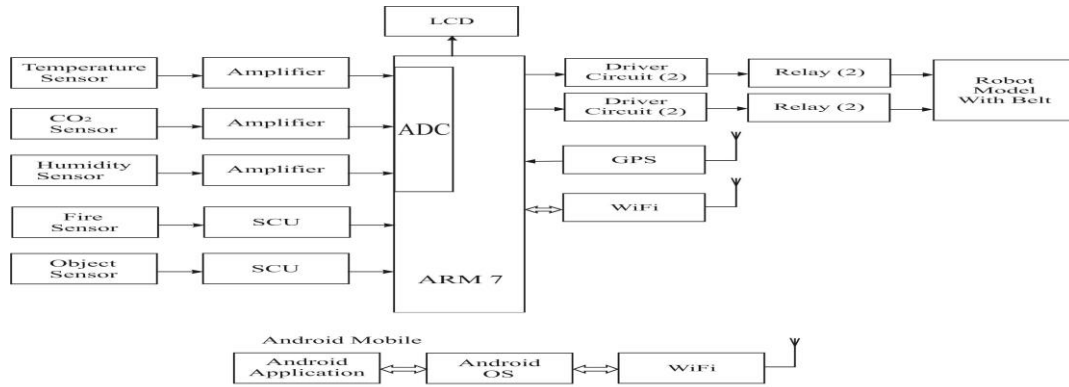 LCD
Temperature
Sensor
Amplifier
CO₂
Sensor
Amplifier
Humidity
Sensor
Amplifier
Fire
Sensor
SCU
Object
Sensor
SCU
ADC
ARM 7
Driver
Circuit (2)
Relay (2)
Driver
Circuit (2)
Relay (2)
Robot
Model
With Belt
GPS
WiFi
Android Mobile
Android
Application
Android
OS
WiFi